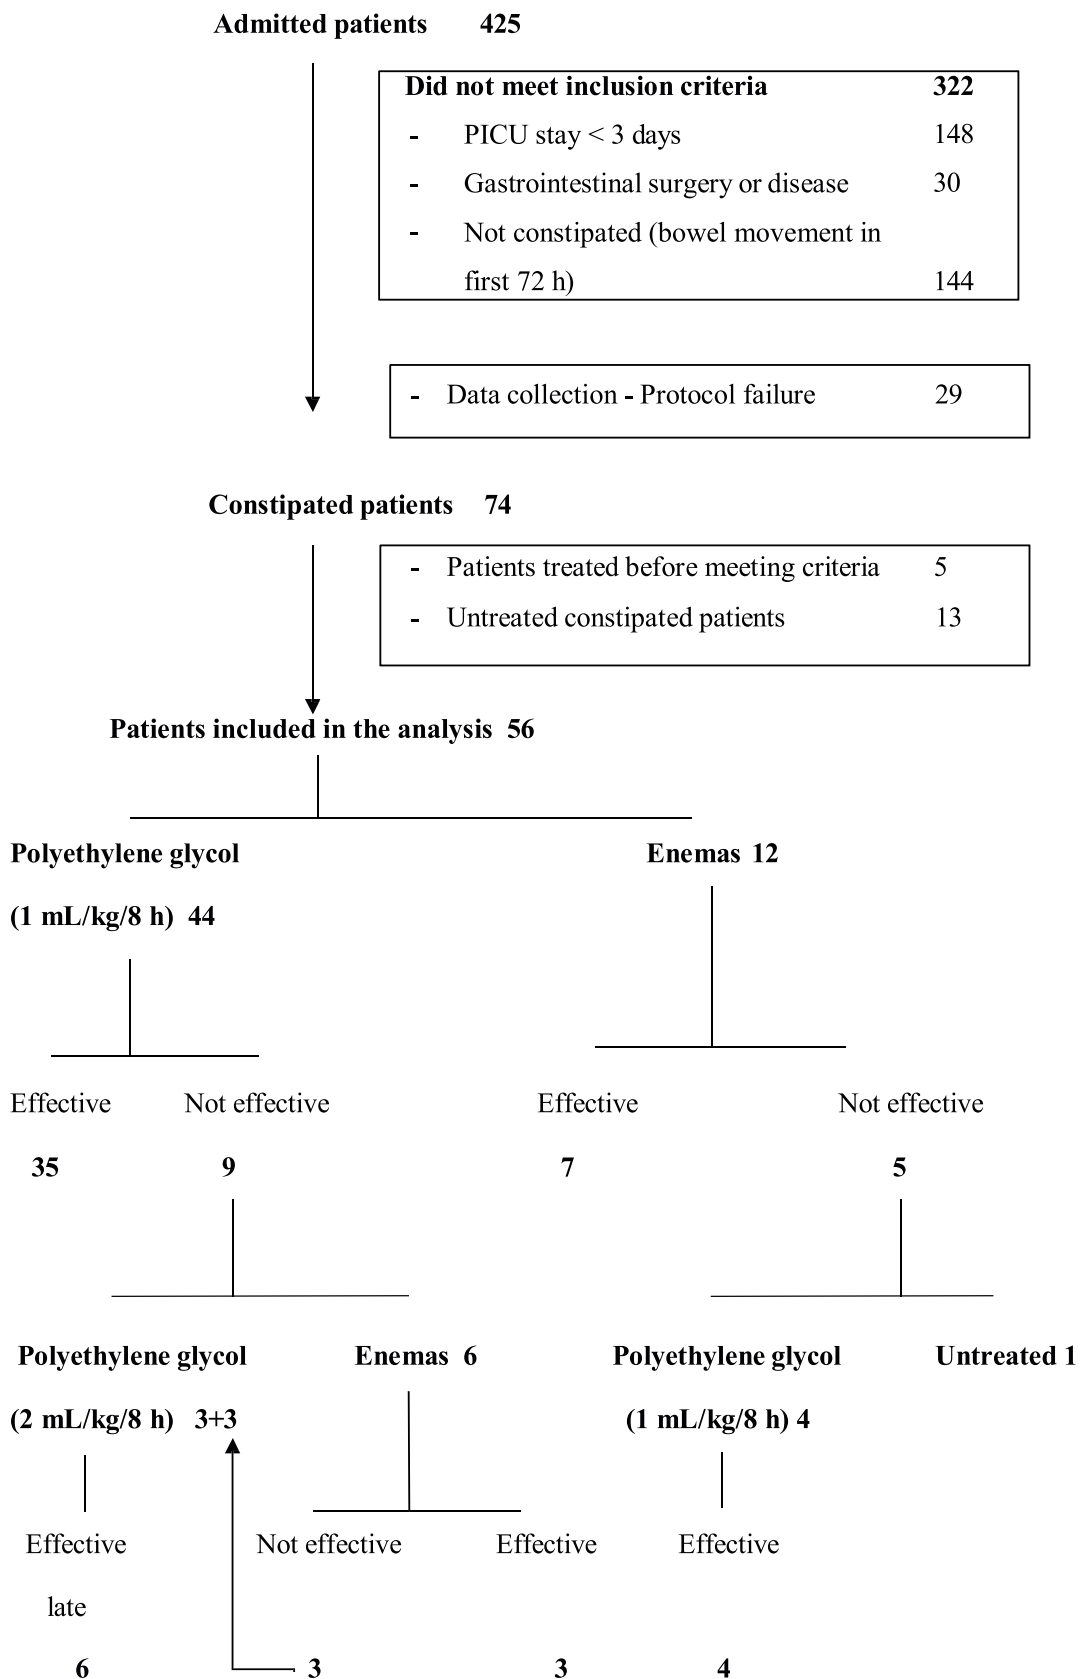 Admitted patients 425
Did not meet inclusion criteria 322
- PICU stay < 3 days 148
- Gastrointestinal surgery or disease 30
- Not constipated (bowel movement in
first 72 h) 144
- Data collection - Protocol failure 29
Constipated patients 74
- Patients treated before meeting criteria 5
- Untreated constipated patients 13
Patients included in the analysis 56
Polyethylene glycol Enemas 12
(1 mL/kg/8 h) 44
Effective Not effective Effective Not effective
35 9 7 5
Polyethylene glycol Enemas 6 Polyethylene glycol Untreated 1
(2 mL/kg/8 h) 3+3 (1 mL/kg/8 h) 4
Effective Not effective Effective Effective
late
6 3 3 4